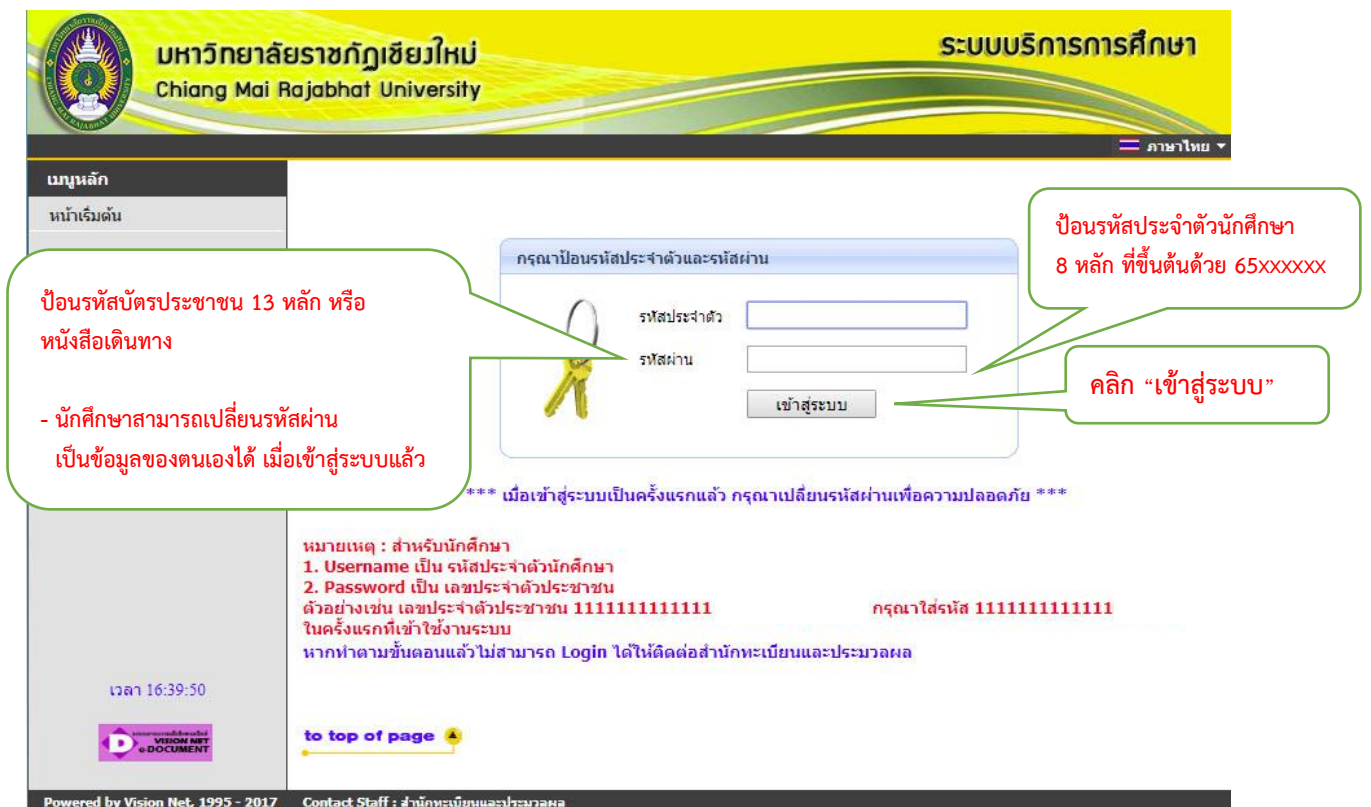 มหาวิทยาลัยราชภัฏเชียงใหม่
Chiang Mai Rajabhat University
ระบบบริการการศึกษา
ภาษาไทย
เมนูหลัก
หน้าเริ่มต้น
ป้อนรหัสประจำตัวนักศึกษา
8 หลัก ที่ขึ้นต้นด้วย 65xxxxxx
กรุณาป้อนรหัสประจำตัวและรหัสผ่าน
ป้อนรหัสบัตรประชาชน 13 หลัก หรือ
หนังสือเดินทาง
- นักศึกษาสามารถเปลี่ยนรหัสผ่าน
เป็นข้อมูลของตนเองได้ เมื่อเข้าสู่ระบบแล้ว
รหัสประจำตัว
รหัสผ่าน
เข้าสู่ระบบ
คลิก “เข้าสู่ระบบ”
*** เมื่อเข้าสู่ระบบเป็นครั้งแรกแล้ว กรุณาเปลี่ยนรหัสผ่านเพื่อความปลอดภัย ***
หมายเหตุ : สำหรับนักศึกษา
1. Username เป็น รหัสประจำตัวนักศึกษา
2. Password เป็น เลขประจำตัวประชาชน
ตัวอย่างเช่น เลขประจำตัวประชาชน 1111111111111 กรุณาใส่รหัส 1111111111111
ในครั้งแรกที่เข้าใช้งานระบบ
หากทำตามขั้นตอนแล้วไม่สามารถ Login ได้ให้ติดต่อสำนักทะเบียนและประมวลผล
เวลา 16:39:50
VISION NET
e-DOCUMENT
to top of page
Powered by Vision Net, 1995 - 2017 Contact Staff : สำนักทะเบียนและประมวลผล